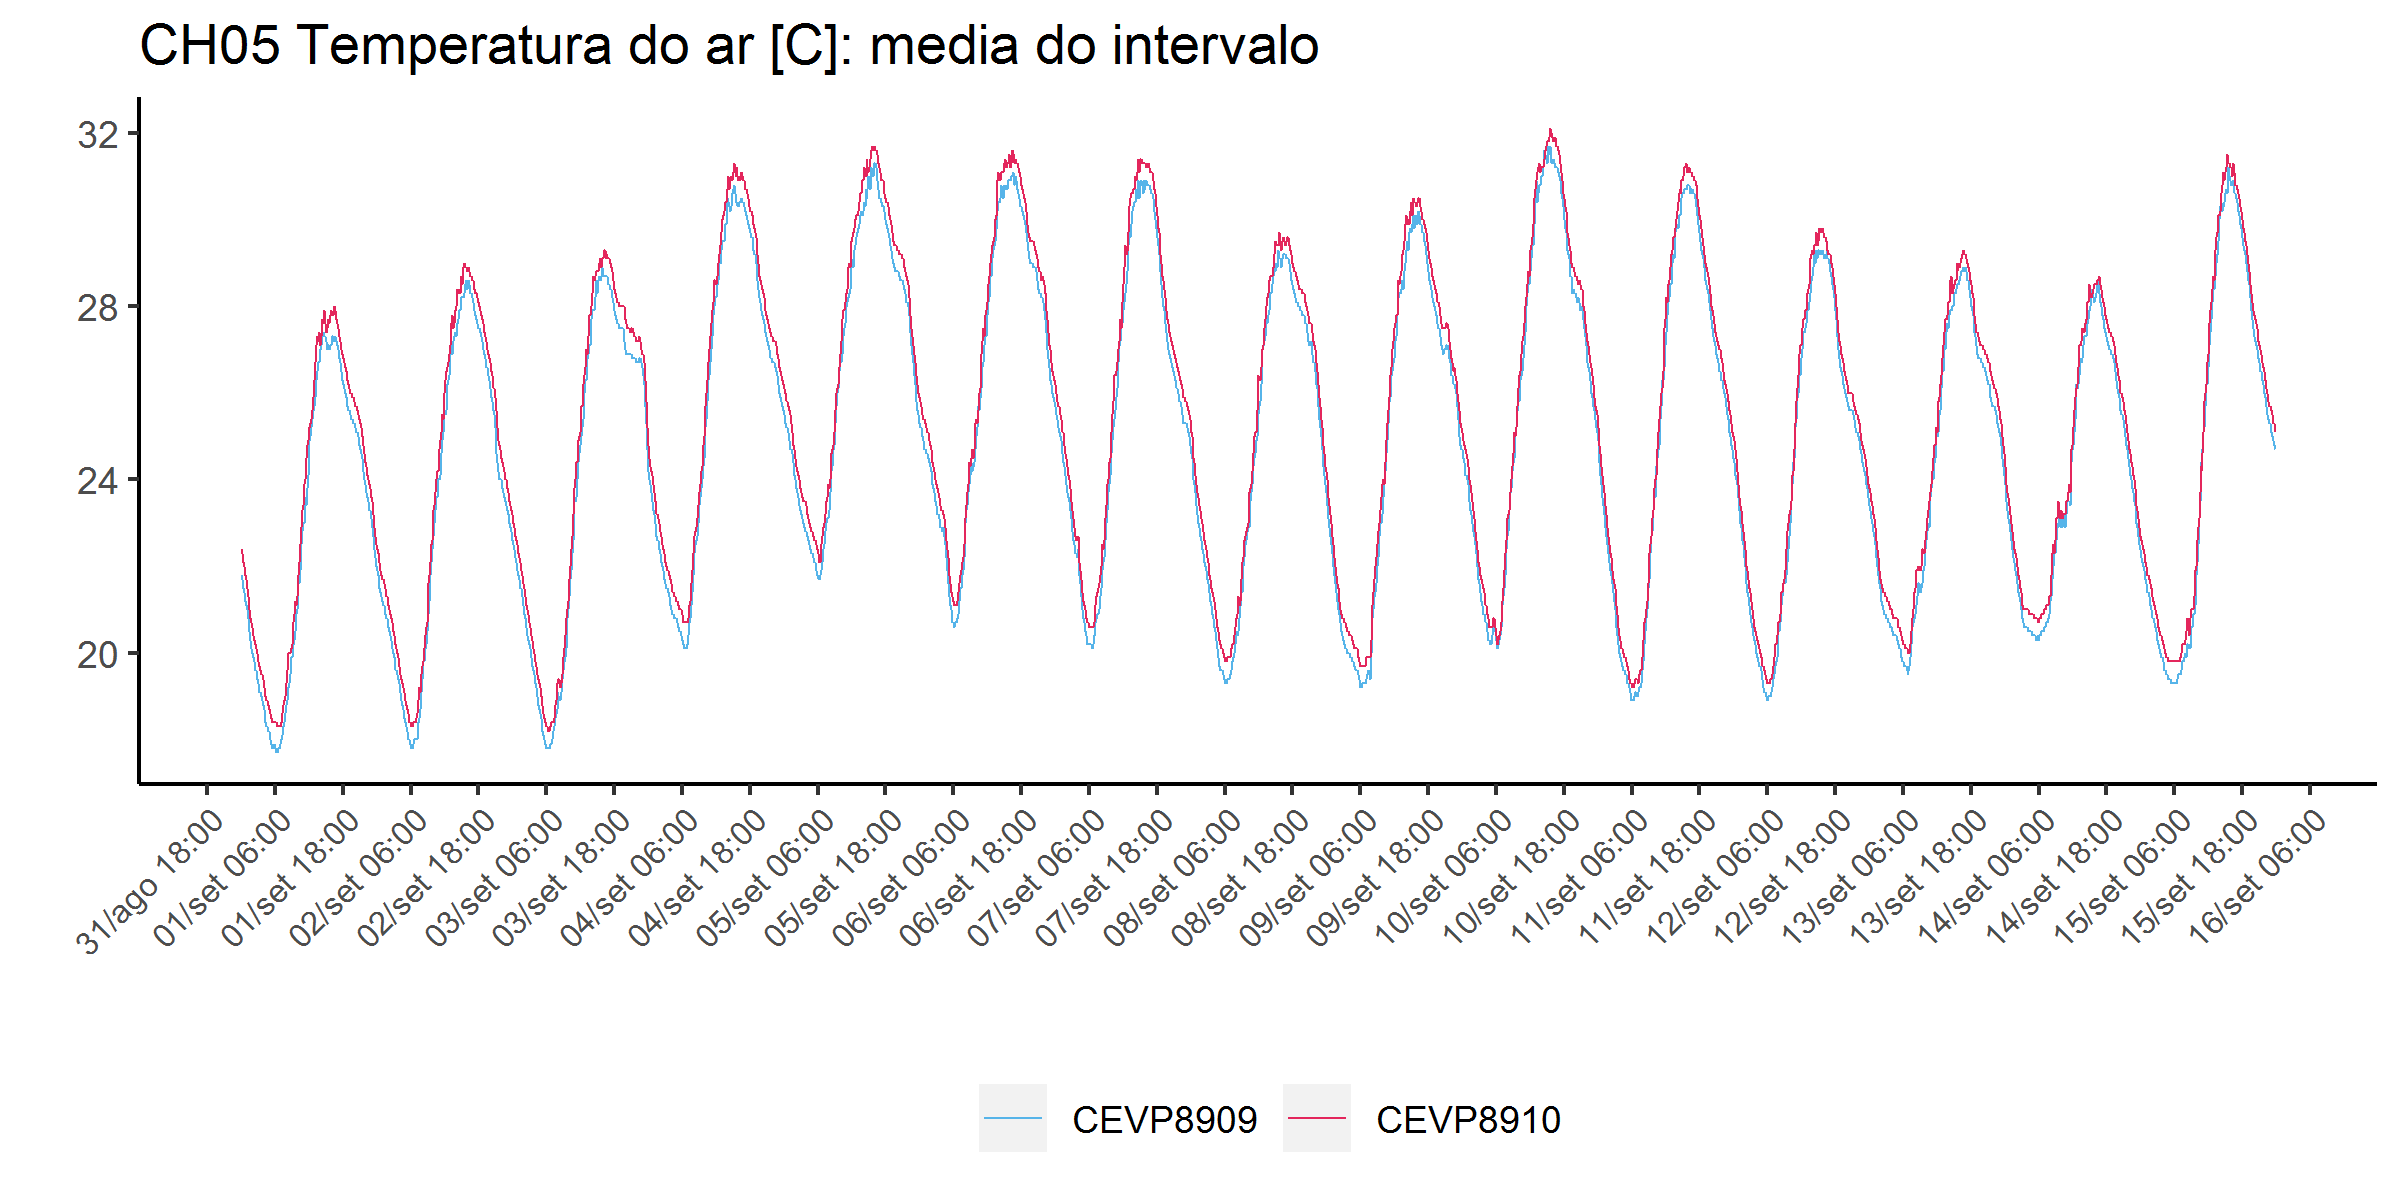 CH05 Temperatura do ar [C]: media do intervalo
32
28
24
20
31/ago 18:00
01/set 06:00
01/set 18:00
02/set 06:00
02/set 18:00
03/set 06:00
03/set 18:00
04/set 06:00
04/set 18:00
05/set 06:00
05/set 18:00
06/set 06:00
06/set 18:00
07/set 06:00
07/set 18:00
08/set 06:00
08/set 18:00
09/set 06:00
09/set 18:00
10/set 06:00
10/set 18:00
11/set 06:00
11/set 18:00
12/set 06:00
12/set 18:00
13/set 06:00
13/set 18:00
14/set 06:00
14/set 18:00
15/set 06:00
15/set 18:00
16/set 06:00
CEVP8909 CEVP8910